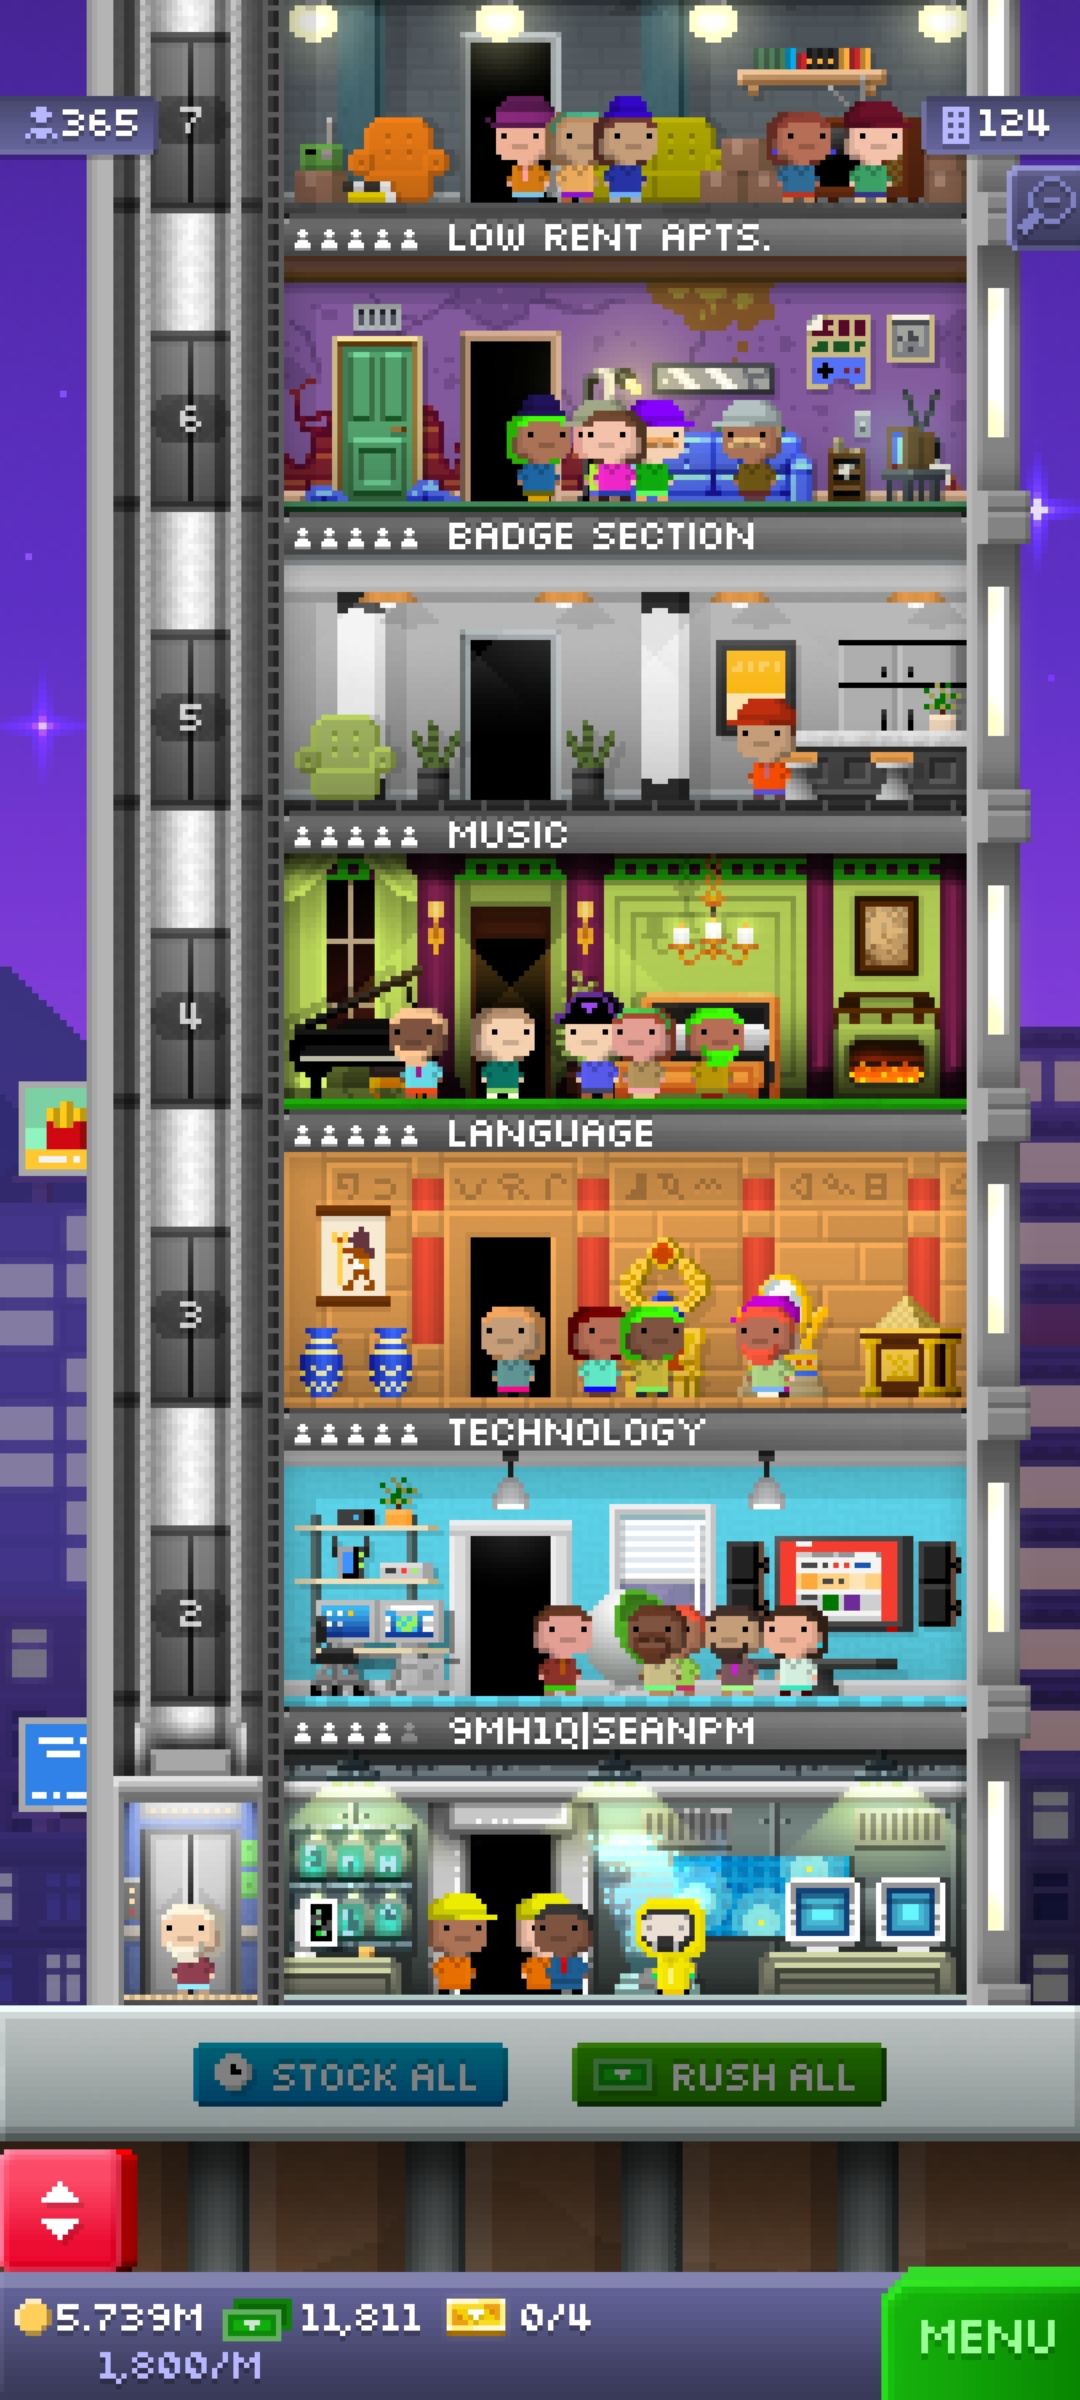 365
7
124
LOW RENT APTS.
6
BADGE SECTION
5
MUSIC
4
LANGUAGE
3
TECHNOLOGY
2
9MH1Q|SEANPM
STOCK ALL
RUSH ALL
5.739M 11,811 0/4
1,800/M
MENU